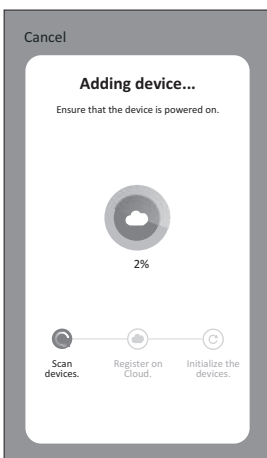 Cancel
Adding device...
Ensure that the device is powered on.
2%
Scan
devices.
Register on
Cloud.
Initialize the
devices.